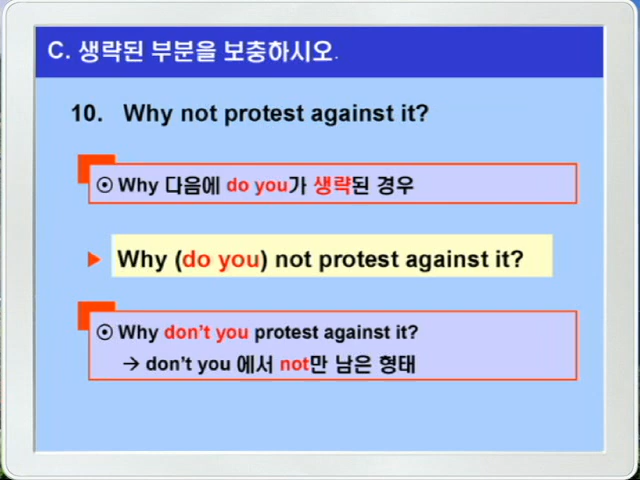 C. 생략된 부분을 보충하시오.
10. Why not protest against it?
⊙ Why 다음에 do you가 생략된 경우
▶ Why (do you) not protest against it?
⊙ Why don't you protest against it?
→ don't you 에서 not만 남은 형태